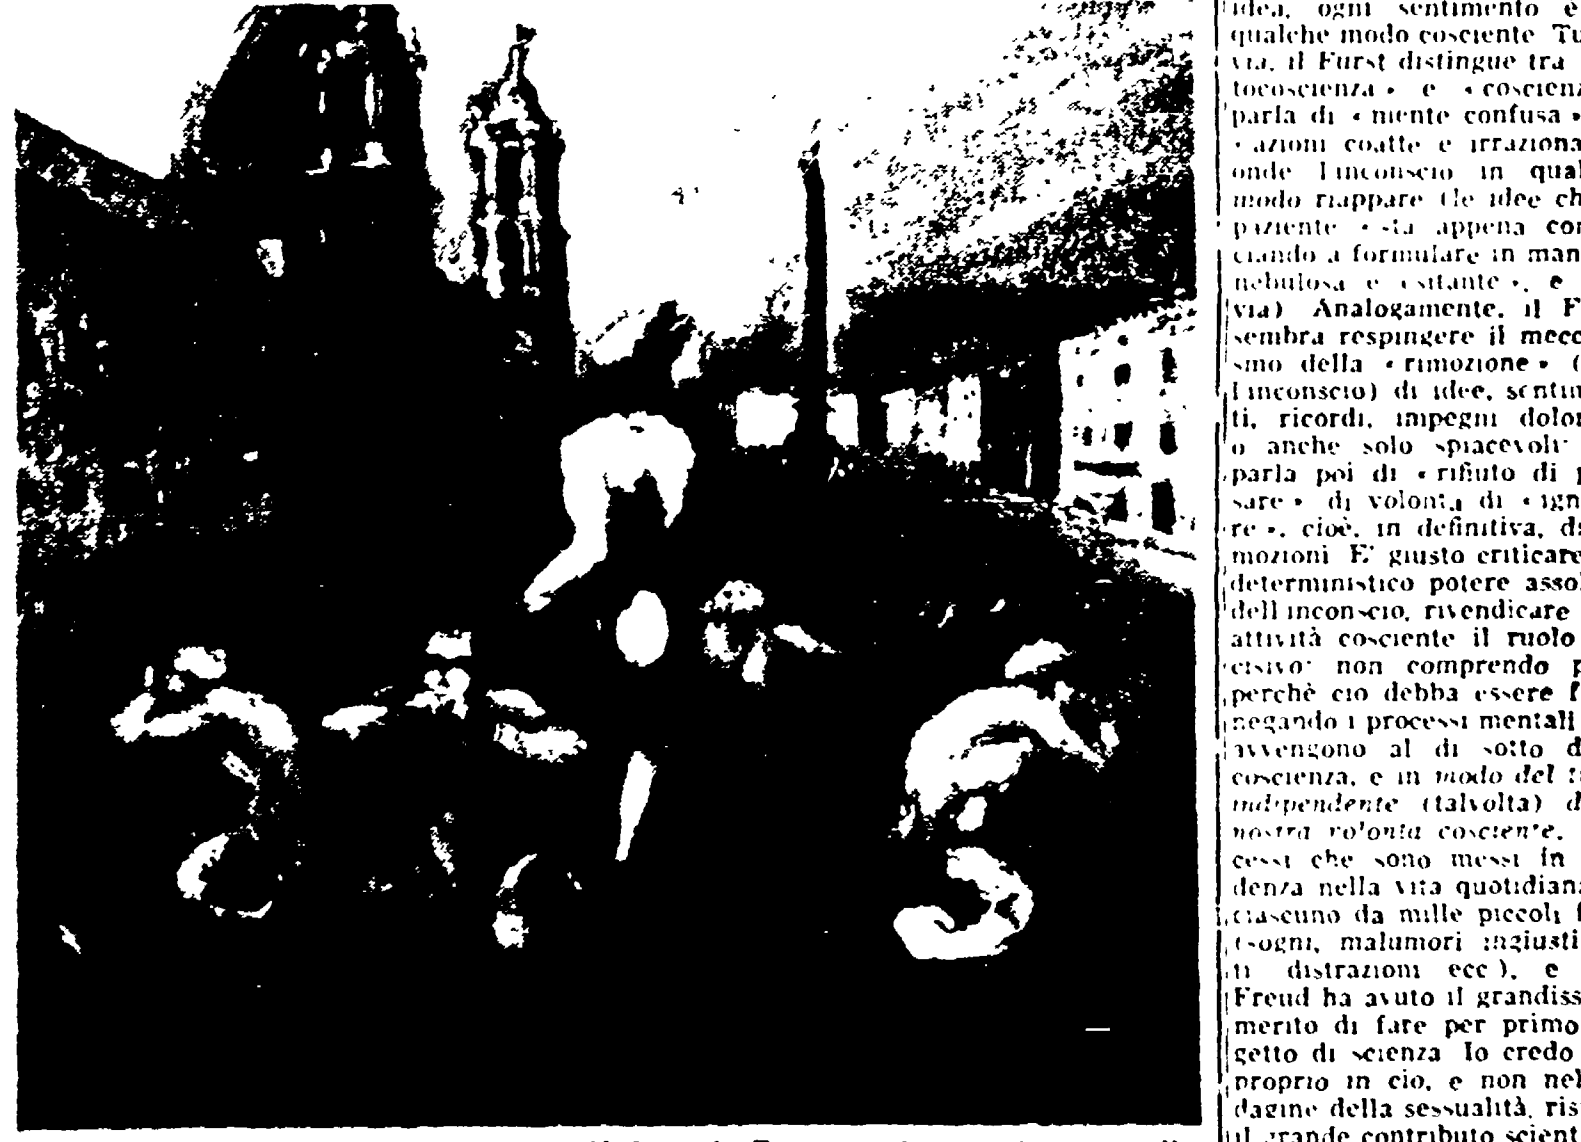 idea, ogni sentimento e
qualche modo cosciente Tu
via, il Furst distingue tra
tocoscienza » e « coscienz
parla di « mente confusa »
« azioni coatte e irraziona
onde l'inconscio in qual
modo riappare (le idee ch
paziente « sta appena con
ciando a formulare in man
nebulosa e esitante », e
via) Analogamente, il F
sembra respingere il mecc
smo della « rimozione » (
l'inconscio) di idee, sentim
ti, ricordi, impegni dolor
o anche solo spiacevoli
parla poi di « rifiuto di p
sare » di volontà di « ign
re », cioè, in definitiva, di
mozioni E' giusto criticare
deterministico potere assol
dell'inconscio, rivendicare
attività cosciente il ruolo
cisivo: non comprendo p
perchè ciò debba essere f
negando i processi mentali
avvengono al di sotto d
coscienza, e in modo del t
indipendente (talvolta) d
nostra volontà cosciente,
cessi che sono messi in
denza nella vita quotidiana
ciascuno da mille piccoli f
(sogni, malumori ingiusti
ti distrazioni ecc ), e
Freud ha avuto il grandiss
merito di fare per primo
getto di scienza Io credo
proprio in ciò, e non nel
dagine della sessualità, ris
il grande contributo scient